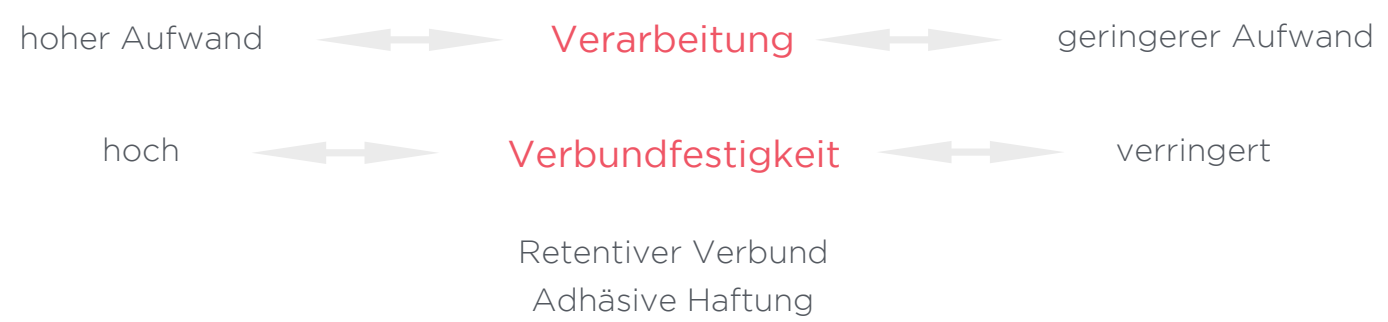 hoher Aufwand Verarbeitung geringerer Aufwand
hoch Verbundfestigkeit verringert
Retentiver Verbund
Adhäsive Haftung